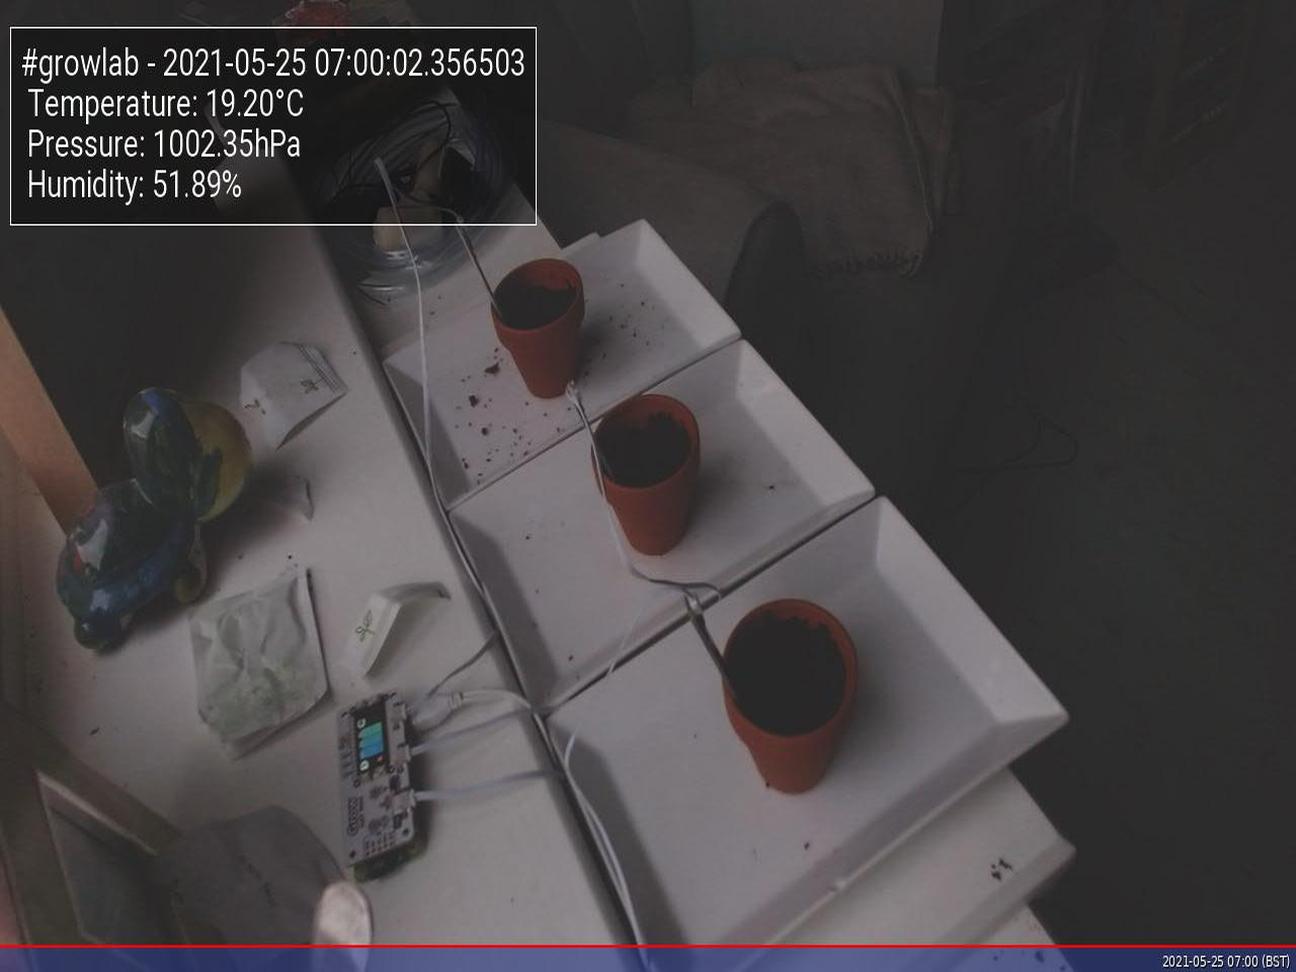 #growlab - 2021-05-25 07:00:02.356503
Temperature: 19.20°C
Pressure: 1002.35hPa
Humidity: 51.89%
2021-05-25 07:00 (BST)